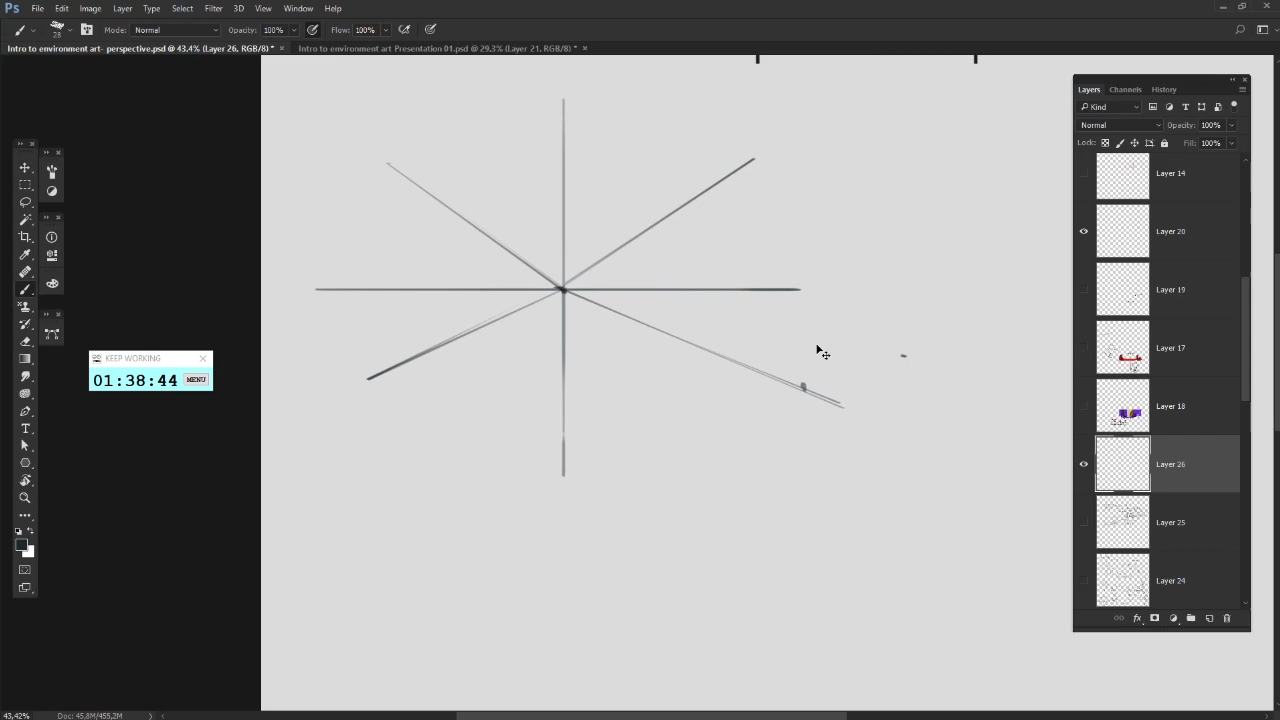 Ps File Edit Image Layer Type Select Filter 3D View Window Help
28 Mode: Normal Opacity: 100% Flow: 100%
Intro to environment art- perspective.psd @ 43,4% (Layer 26, RGB/8) * × Intro to environment art Presentation 01.psd @ 29,3% (Layer 21, RGB/8) * ×
Layers Channels History
Kind
Normal Opacity: 100%
Lock: Fill: 100%
Layer 14
Layer 20
Layer 19
Layer 17
Layer 18
Layer 26
Layer 25
Layer 24
fx
KEEP WORKING
01:38:44 MENU
43,42% Doc: 45,8M/455,2M